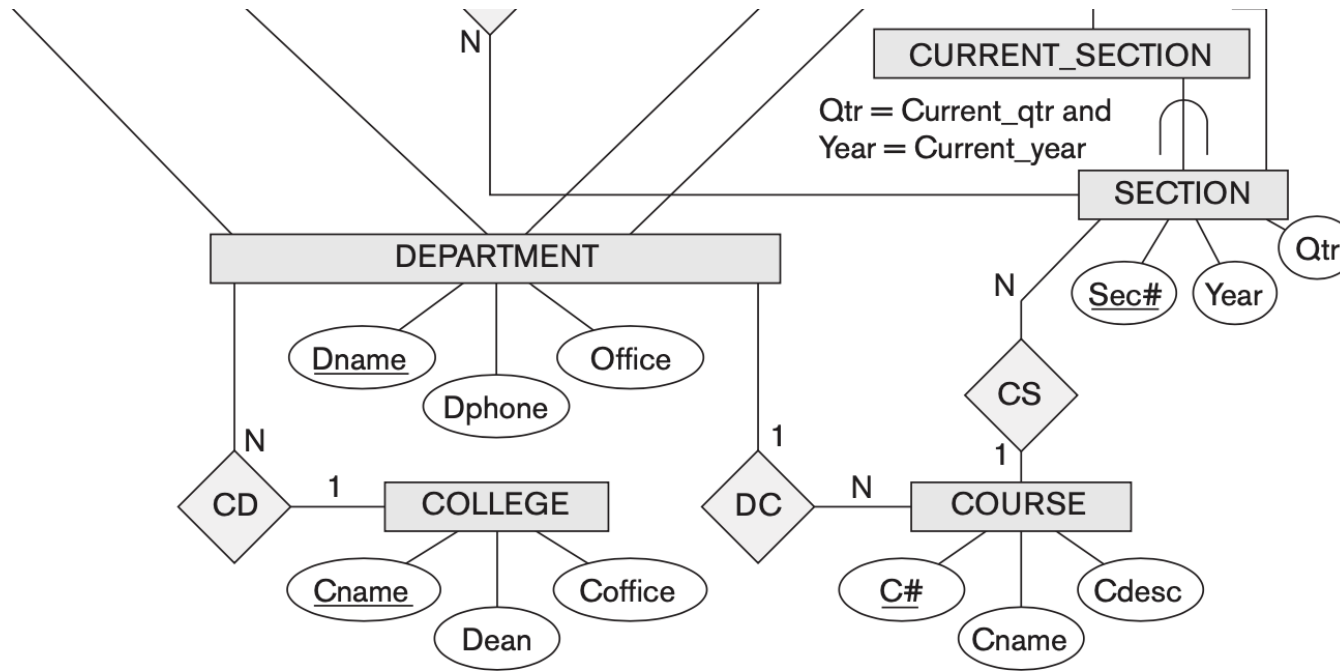 N
CURRENT_SECTION
Qtr = Current_qtr and
Year = Current_year
SECTION
Qtr
DEPARTMENT
N
Sec#
Year
Dname
Office
Dphone
CS
N
1
1
CD
1
COLLEGE
DC
N
COURSE
Cname
Coffice
C#
Cdesc
Dean
Cname